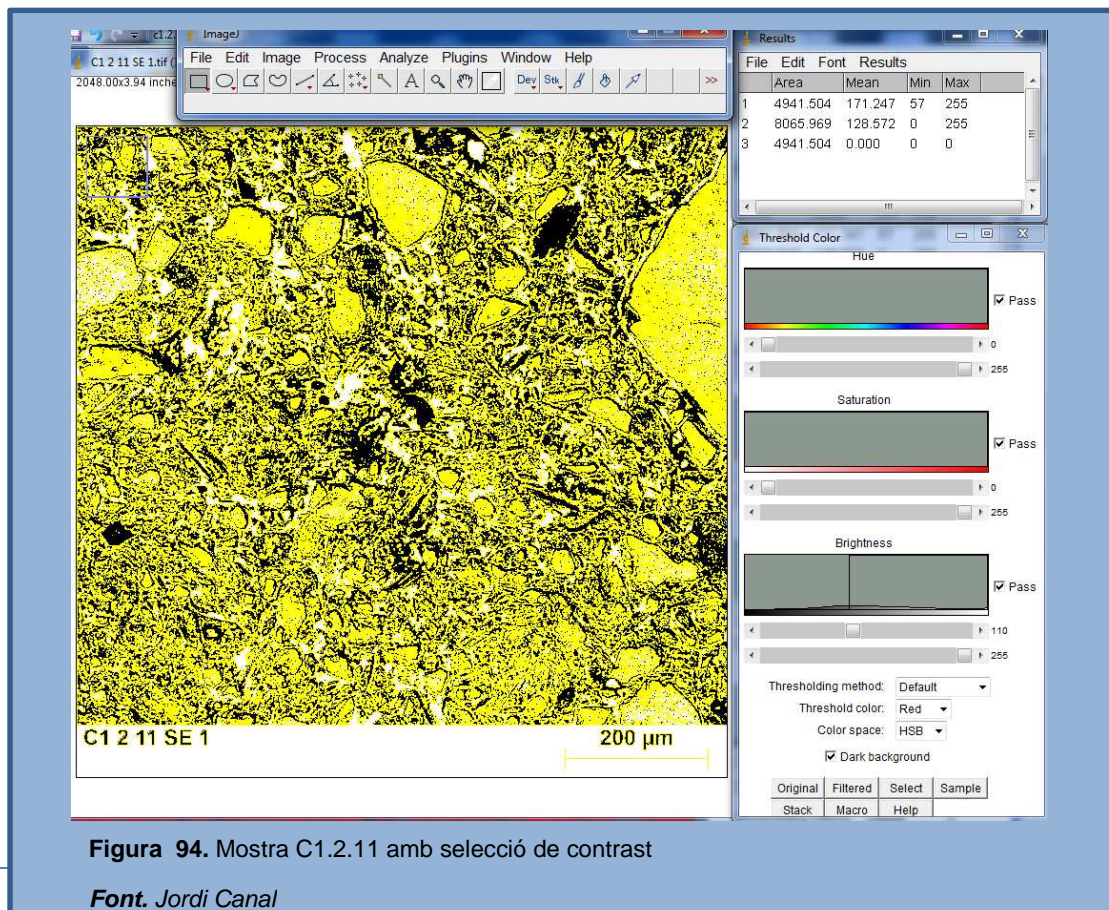 c1.2.
ImageJ
File Edit Image Process Analyze Plugins Window Help
Dev Stk >>
C1 2 11 SE 1.tif (
2048.00x3.94 inche
Results
File Edit Font Results
Area Mean Min Max
1 4941.504 171.247 57 255
2 8065.969 128.572 0 255
3 4941.504 0.000 0 0
Threshold Color
Hue
Pass
0
255
Saturation
Pass
0
255
Brightness
Pass
110
255
Thresholding method: Default
Threshold color: Red
Color space: HSB
Dark background
Original Filtered Select Sample
Stack Macro Help
C1 2 11 SE 1 200 µm
Figura 94. Mostra C1.2.11 amb selecció de contrast
Font. Jordi Canal